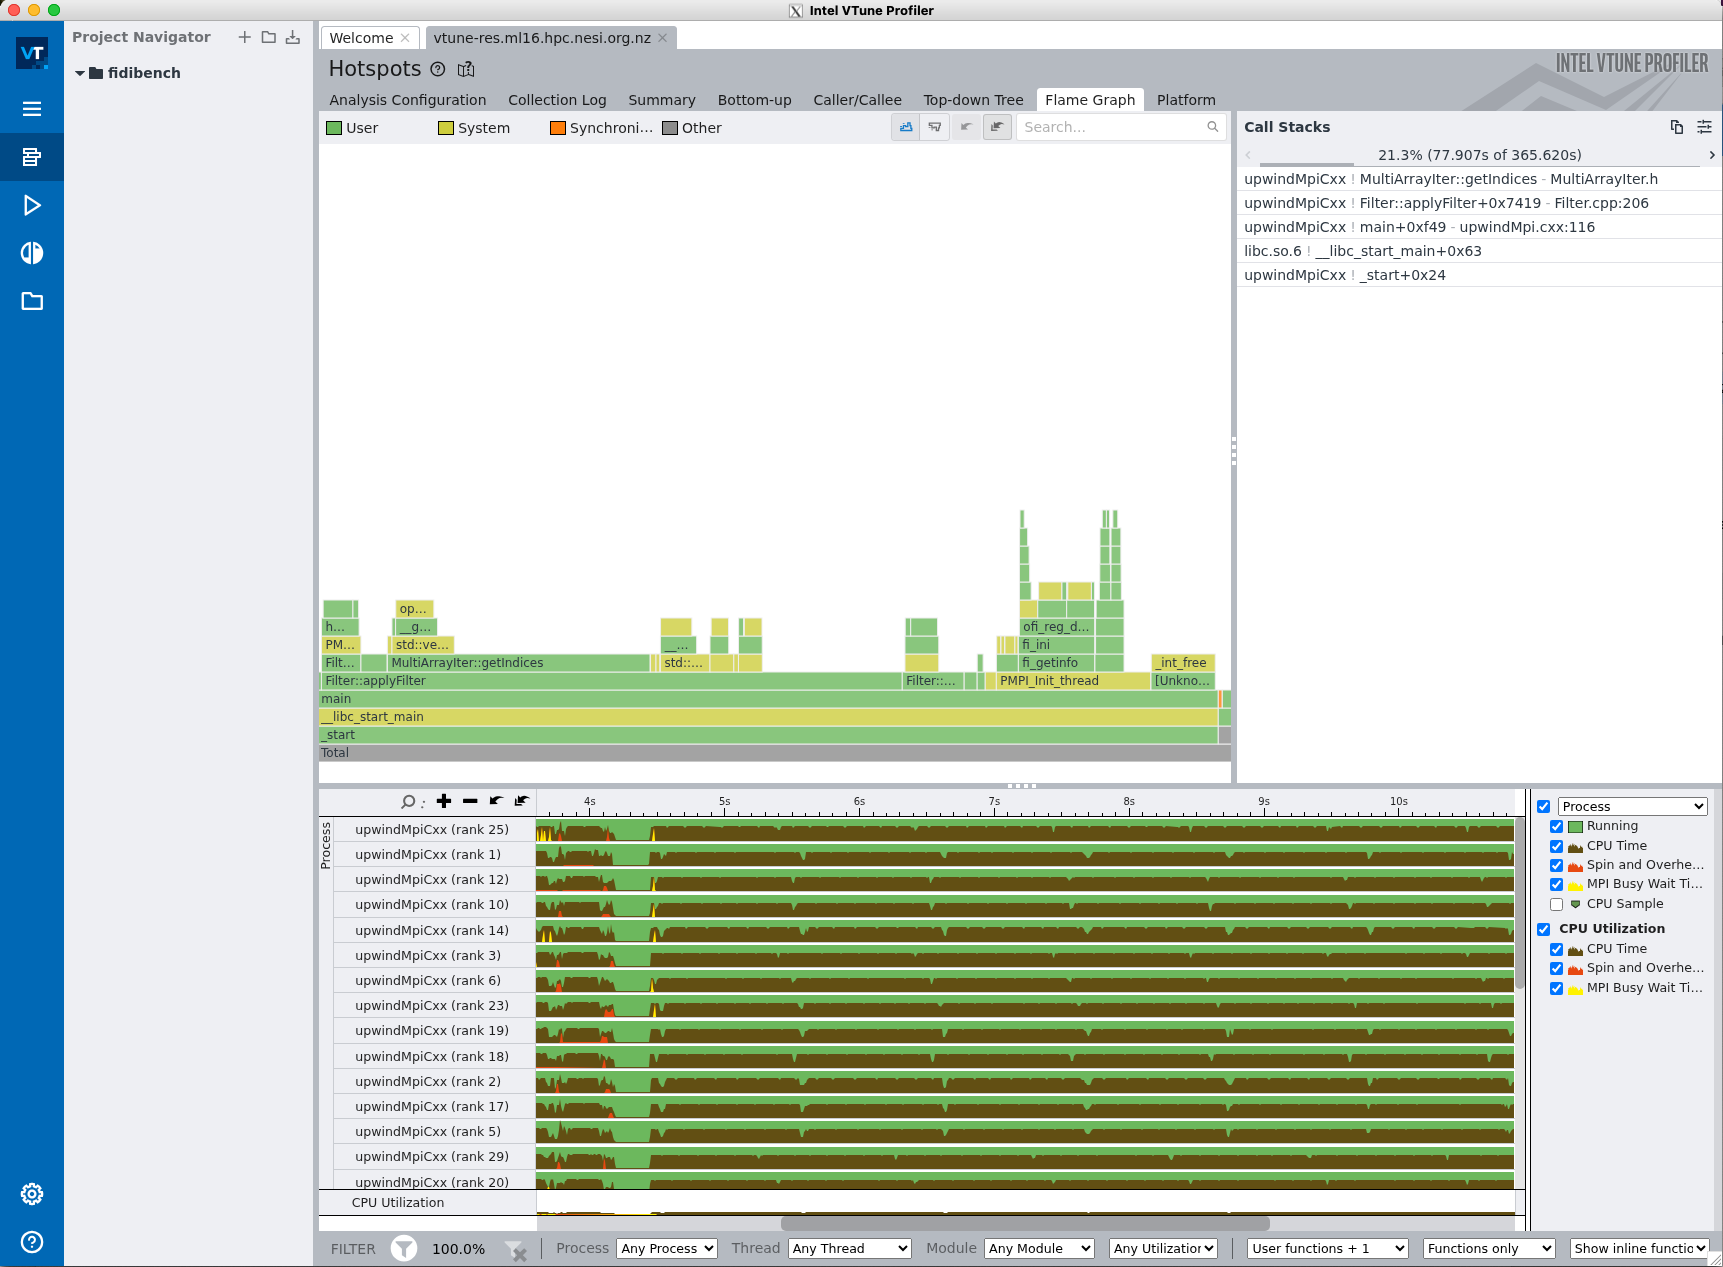 Intel VTune Profiler
VT
Project Navigator
fidibench
Welcome
vtune-res.ml16.hpc.nesi.org.nz
Hotspots
INTEL VTUNE PROFILER
Analysis Configuration Collection Log Summary Bottom-up Caller/Callee Top-down Tree Flame Graph Platform
User System Synchroni... Other
Search...
op...
h... __g...
PM... std::ve... __...
Filt... MultiArrayIter::getIndices std::...
ofi_reg_d...
fi_ini
fi_getinfo _int_free
Filter::applyFilter Filter::... PMPI_Init_thread [Unkno...
main
__libc_start_main
_start
Total
Call Stacks
21.3% (77.907s of 365.620s)
upwindMpiCxx ! MultiArrayIter::getIndices - MultiArrayIter.h
upwindMpiCxx ! Filter::applyFilter+0x7419 - Filter.cpp:206
upwindMpiCxx ! main+0xf49 - upwindMpi.cxx:116
libc.so.6 ! __libc_start_main+0x63
upwindMpiCxx ! _start+0x24
4s 5s 6s 7s 8s 9s 10s
Process
upwindMpiCxx (rank 25)
upwindMpiCxx (rank 1)
upwindMpiCxx (rank 12)
upwindMpiCxx (rank 10)
upwindMpiCxx (rank 14)
upwindMpiCxx (rank 3)
upwindMpiCxx (rank 6)
upwindMpiCxx (rank 23)
upwindMpiCxx (rank 19)
upwindMpiCxx (rank 18)
upwindMpiCxx (rank 2)
upwindMpiCxx (rank 17)
upwindMpiCxx (rank 5)
upwindMpiCxx (rank 29)
upwindMpiCxx (rank 20)
CPU Utilization
Process
Running
CPU Time
Spin and Overhe...
MPI Busy Wait Ti...
CPU Sample
CPU Utilization
CPU Time
Spin and Overhe...
MPI Busy Wait Ti...
FILTER 100.0% Process Any Process Thread Any Thread Module Any Module Any Utilization User functions + 1 Functions only Show inline functio